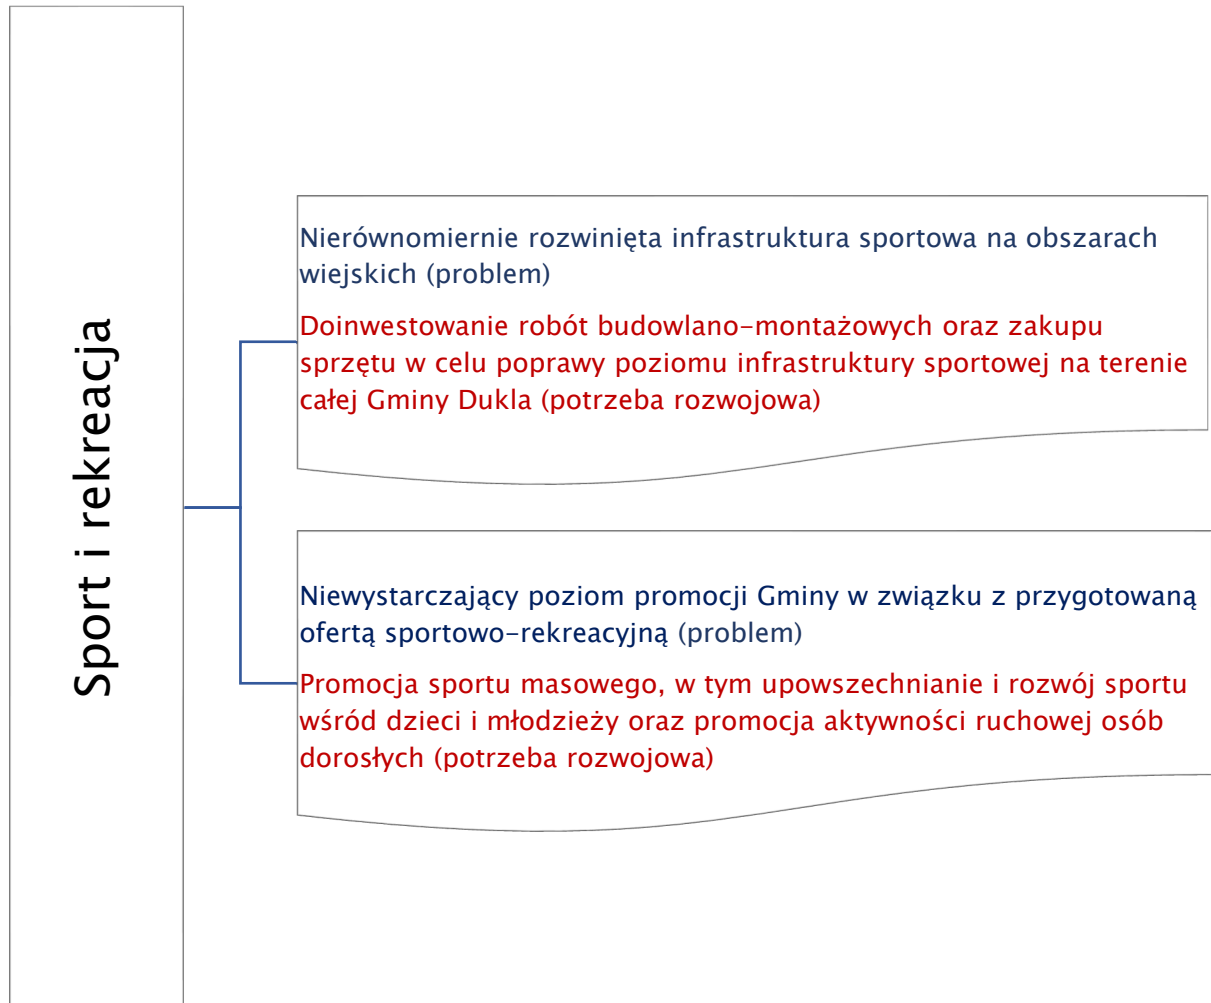 Sport i rekreacja
Nierównomiernie rozwinięta infrastruktura sportowa na obszarach
wiejskich (problem)
Doinwestowanie robót budowlano-montażowych oraz zakupu
sprzętu w celu poprawy poziomu infrastruktury sportowej na terenie
całej Gminy Dukla (potrzeba rozwojowa)
Niewystarczający poziom promocji Gminy w związku z przygotowaną
ofertą sportowo-rekreacyjną (problem)
Promocja sportu masowego, w tym upowszechnianie i rozwój sportu
wśród dzieci i młodzieży oraz promocja aktywności ruchowej osób
dorosłych (potrzeba rozwojowa)